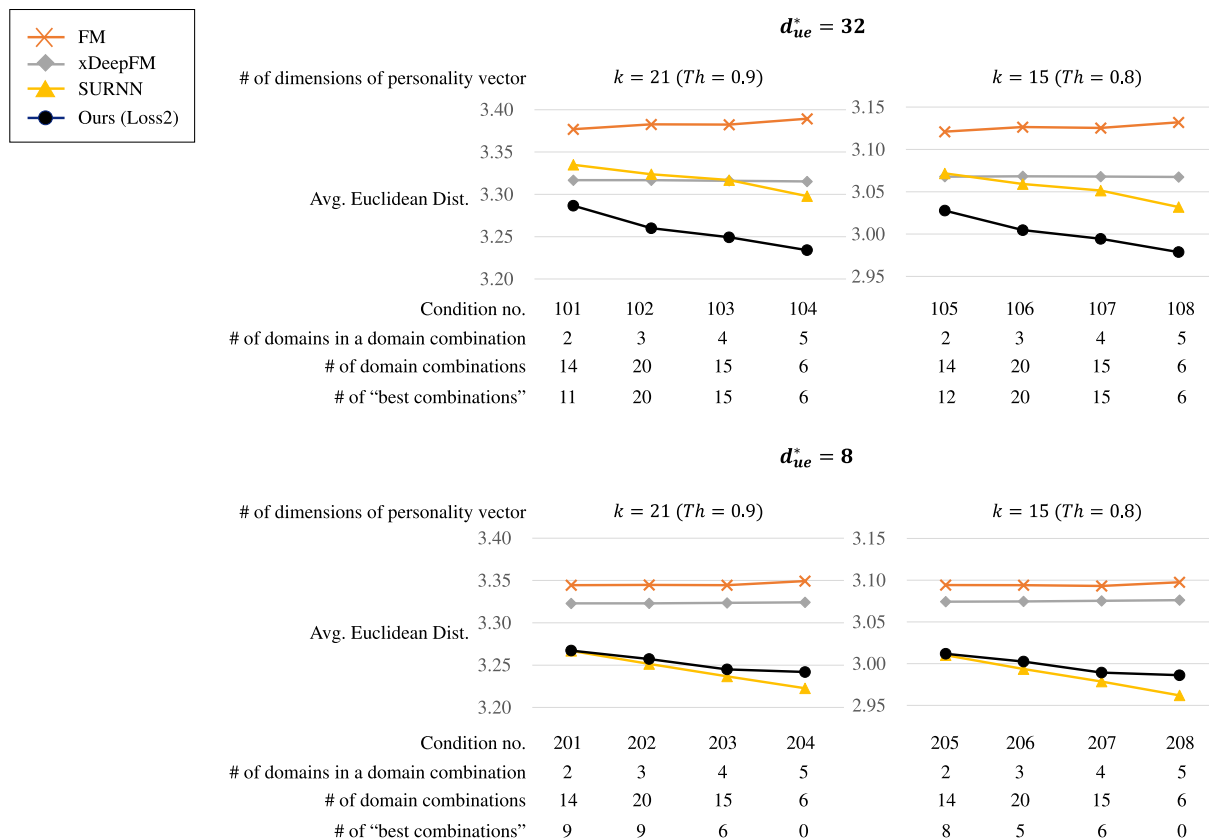 FM
xDeepFM
SURNN
Ours (Loss2)
d*ue = 32
# of dimensions of personality vector k = 21 (Th = 0.9) k = 15 (Th = 0.8)
3.40
3.35
3.30
3.25
3.20
Avg. Euclidean Dist.
3.15
3.10
3.05
3.00
2.95
Condition no. 101 102 103 104 105 106 107 108
# of domains in a domain combination 2 3 4 5 2 3 4 5
# of domain combinations 14 20 15 6 14 20 15 6
# of “best combinations” 11 20 15 6 12 20 15 6
d*ue = 8
# of dimensions of personality vector k = 21 (Th = 0.9) k = 15 (Th = 0.8)
3.40
3.35
3.30
3.25
3.20
Avg. Euclidean Dist.
3.15
3.10
3.05
3.00
2.95
Condition no. 201 202 203 204 205 206 207 208
# of domains in a domain combination 2 3 4 5 2 3 4 5
# of domain combinations 14 20 15 6 14 20 15 6
# of “best combinations” 9 9 6 0 8 5 6 0